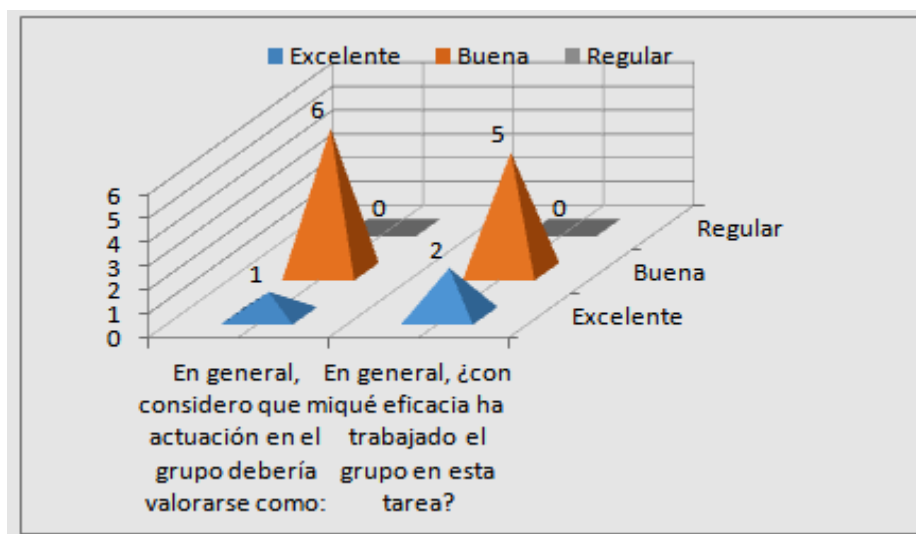 Excelente Buena Regular
6
5
0
0
1
2
6
5
4
3
2
1
0
Regular
Buena
Excelente
En general,
considero que mi
actuación en el
grupo debería
valorarse como:
En general, ¿con
qué eficacia ha
trabajado el
grupo en esta
tarea?